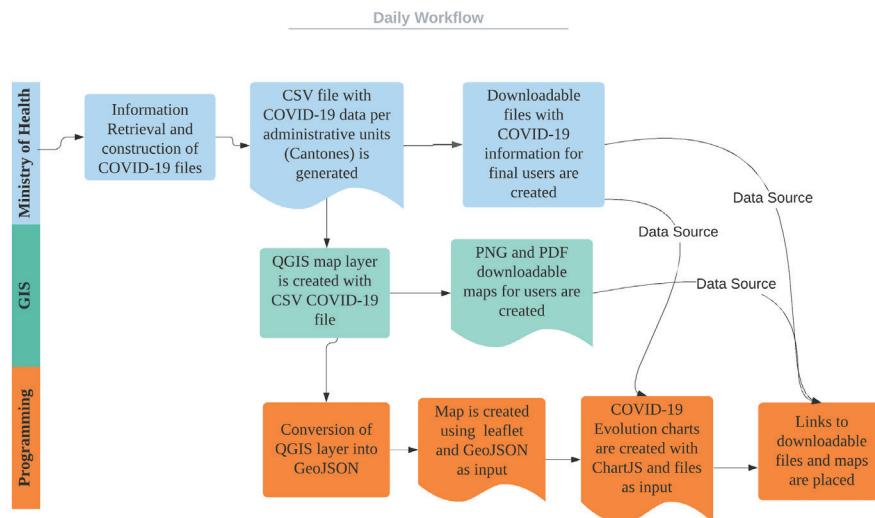 Daily Workflow
Ministry of Health
Information
Retrieval and
construction of
COVID-19 files
CSV file with
COVID-19 data per
administrative units
(Cantones) is
generated
Downloadable
files with
COVID-19
information for
final users are
created
Data Source
Data Source
GIS
QGIS map layer
is created with
CSV COVID-19
file
PNG and PDF
downloadable
maps for users are
created
Data Source
Programming
Conversion of
QGIS layer into
GeoJSON
Map is created
using leaflet
and GeoJSON
as input
COVID-19
Evolution charts
are created with
ChartJS and files
as input
Links to
downloadable
files and maps
are placed